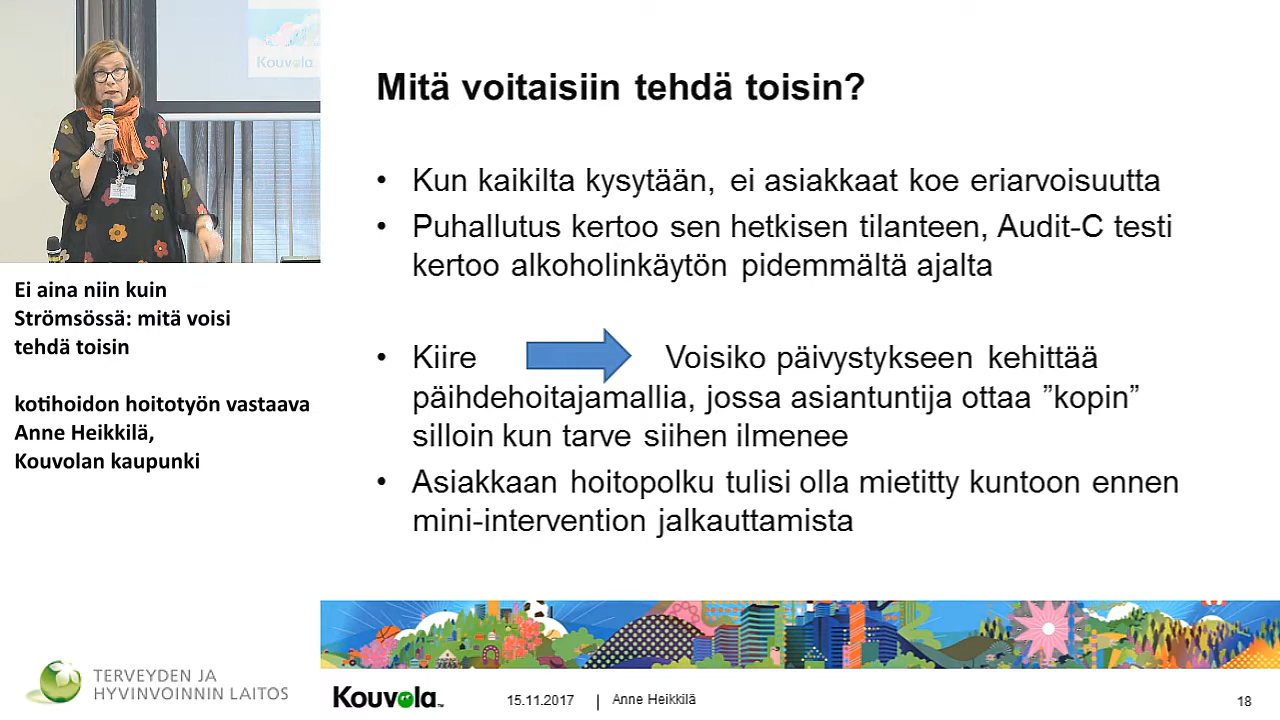 Kouvola
Mitä voitaisiin tehdä toisin?
• Kun kaikilta kysytään, ei asiakkaat koe eriarvoisuutta
• Puhallutus kertoo sen hetkisen tilanteen, Audit-C testi
kertoo alkoholinkäytön pidemmältä ajalta
• Kiire Voisiko päivystykseen kehittää
päihdehoitajamallia, jossa asiantuntija ottaa ”kopin”
silloin kun tarve siihen ilmenee
• Asiakkaan hoitopolku tulisi olla mietitty kuntoon ennen
mini-intervention jalkauttamista
Ei aina niin kuin
Strömsössä: mitä voisi
tehdä toisin
kotihoidon hoitotyön vastaava
Anne Heikkilä,
Kouvolan kaupunki
TERVEYDEN JA
HYVINVOINNIN LAITOS
Kouvola™
15.11.2017 | Anne Heikkilä
18